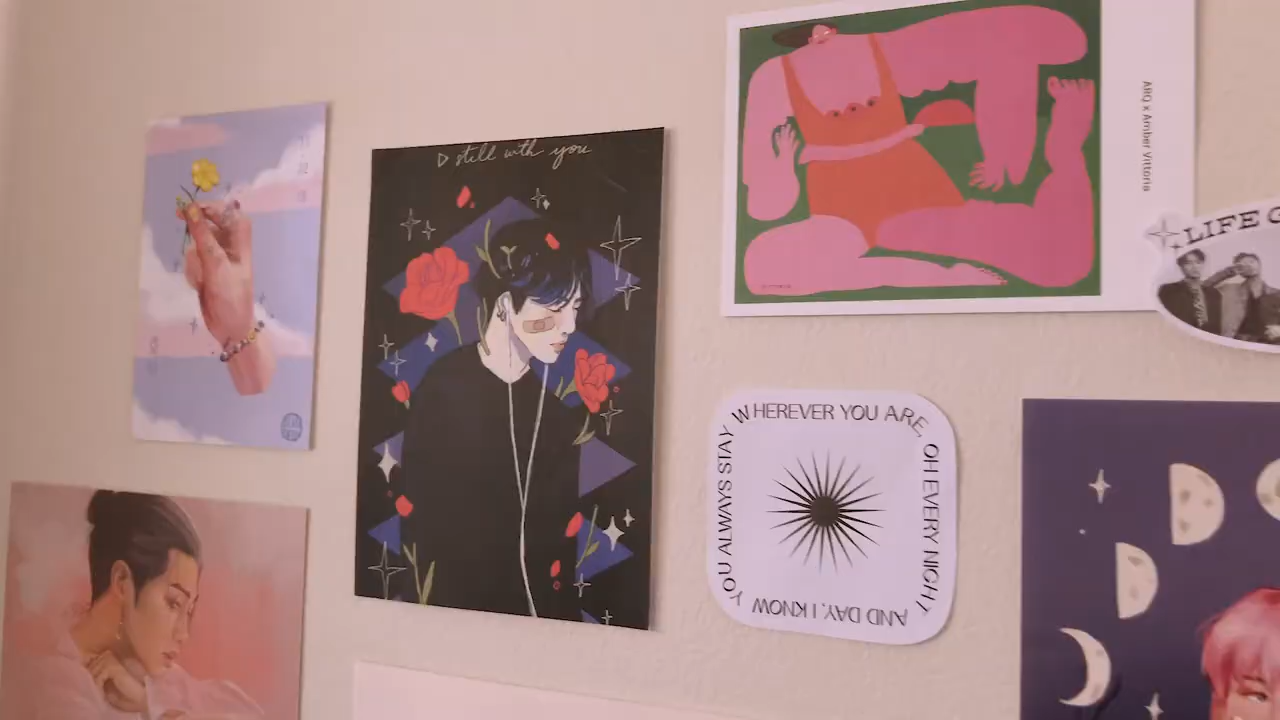 ▷ still with you
ARQ x Amber Vittoria
LIFE
WHEREVER YOU ARE,
OH EVERY NIGHT
AND DAY, I KNOW
YOU ALWAYS STAY